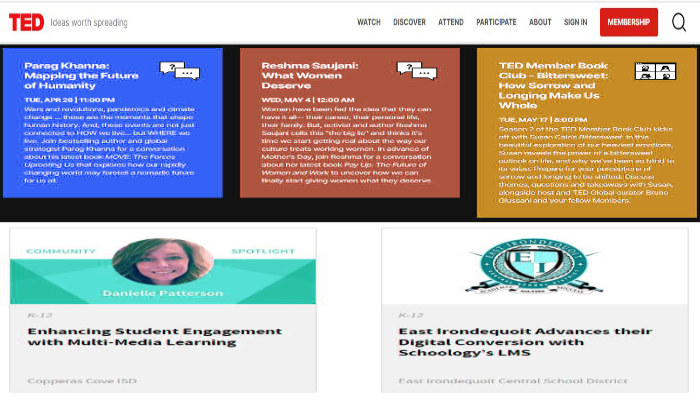 TED Ideas worth spreading
WATCH DISCOVER ATTEND PARTICIPATE ABOUT SIGN IN MEMBERSHIP
Parag Khanna:
Mapping the Future
of Humanity
TUE, APR 26 | 11:00 PM
Wars and revolutions, pandemics and climate
change ... these are the moments that shape
human history. And, these events are not just
connected to HOW we live... but WHERE we
live. Join bestselling author and global
strategist Parag Khanna for a conversation
about his latest book MOVE: The Forces
Uprooting Us that explores how our rapidly
changing world may foretell a nomadic future
for us all.
Reshma Saujani:
What Women
Deserve
WED, MAY 4 | 12:00 AM
Women have been fed the idea that they can
have it all— their career, their personal life,
their family. But, activist and author Reshma
Saujani calls this "the big lie" and thinks it's
time we start getting real about the way our
culture treats working women. In advance of
Mother's Day, join Reshma for a conversation
about her latest book Pay Up: The Future of
Women and Work to uncover how we can
finally start giving women what they deserve.
TED Member Book
Club - Bittersweet:
How Sorrow and
Longing Make Us
Whole
TUE, MAY 17 | 8:00 PM
Season 2 of the TED Member Book Club kicks
off with Susan Cain's Bittersweet. In this
beautiful exploration of our heaviest emotions,
Susan reveals the power of a bittersweet
outlook on life, and why we've been so blind to
its value. Prepare for your perceptions of
sorrow and longing to be shifted. Discuss
themes, questions and takeaways with Susan,
alongside host and TED Global curator Bruno
Giussani and your fellow Members.
COMMUNITY SPOTLIGHT
Danielle Patterson
K-12
Enhancing Student Engagement
with Multi-Media Learning
Copperas Cove ISD
EAST IRONDEQUOIT
EI
K-12
East Irondequoit Advances their
Digital Conversion with
Schoology's LMS
East Irondequoit Central School District